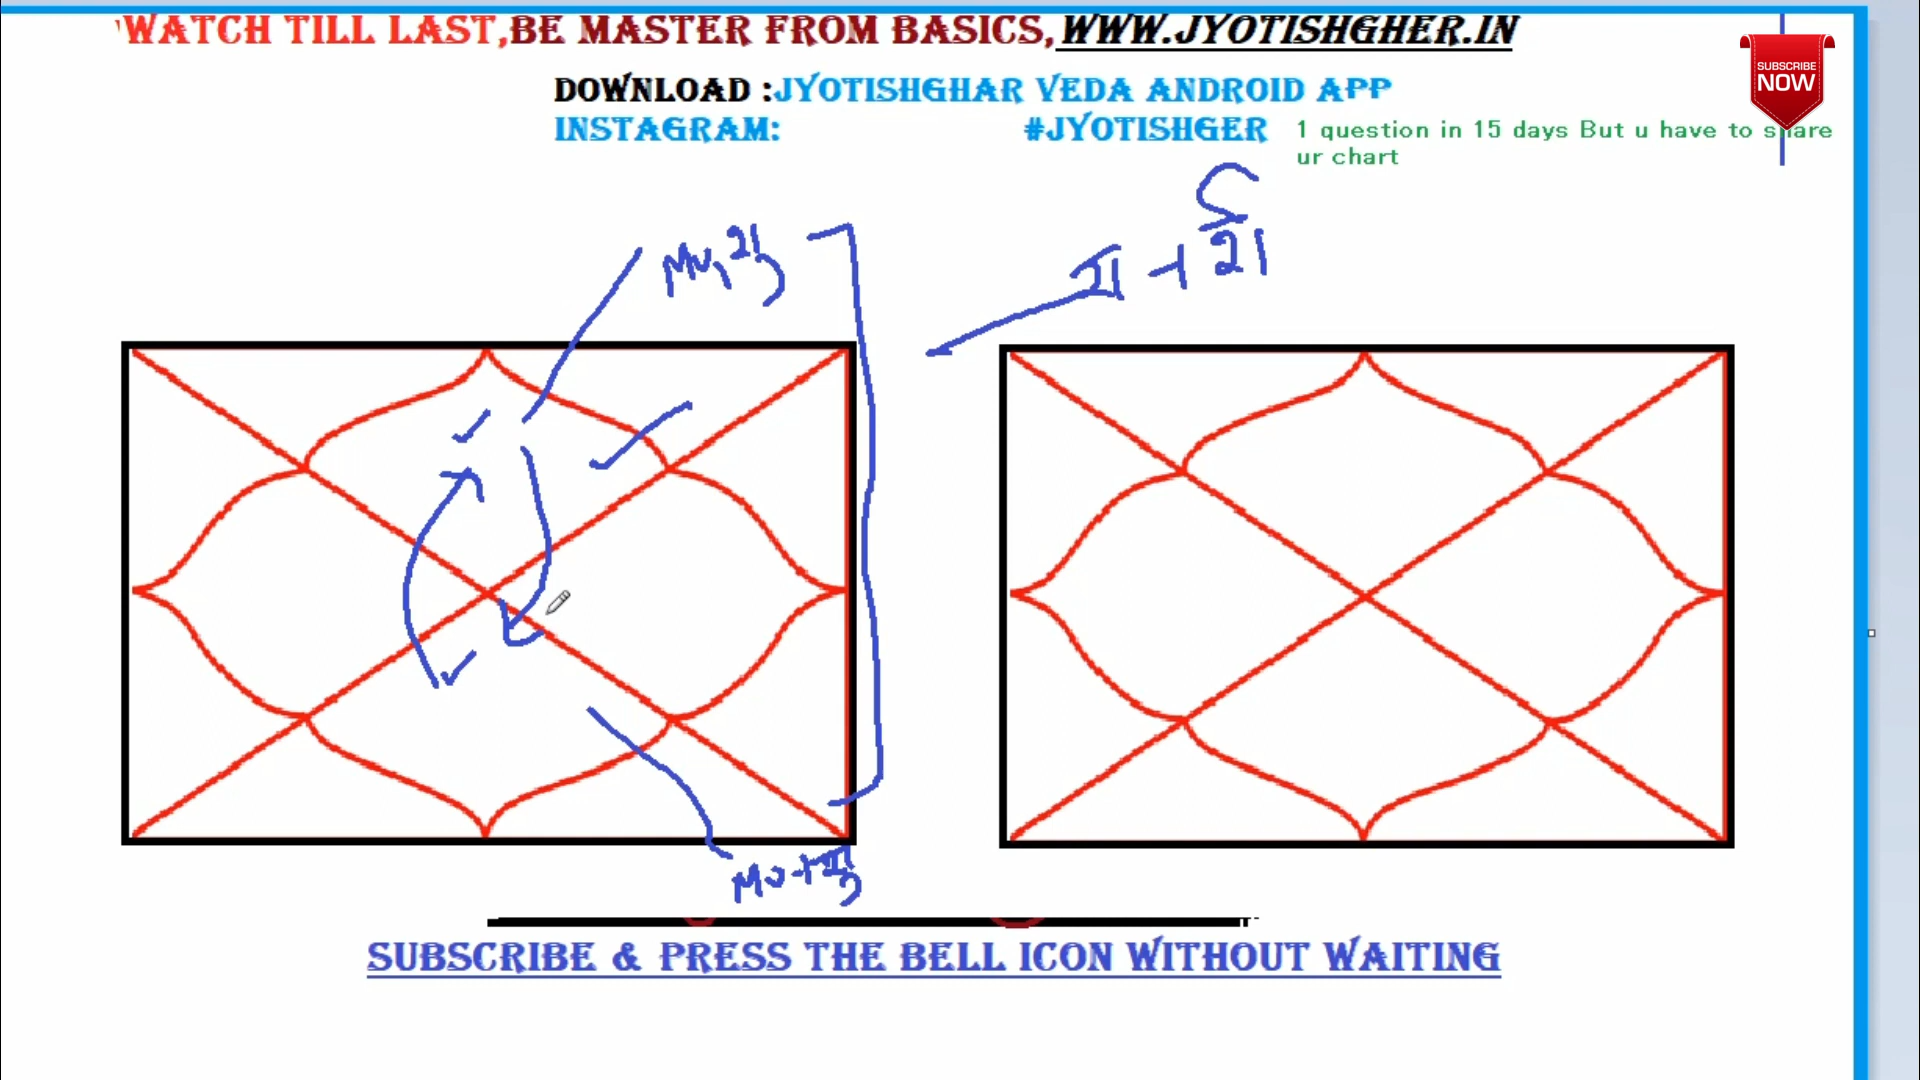 WATCH TILL LAST,BE MASTER FROM BASICS,WWW.JYOTISHGHER.IN
SUBSCRIBE
NOW
DOWNLOAD :JYOTISHGHAR VEDA ANDROID APP
INSTAGRAM: #JYOTISHGER
1 question in 15 days But u have to share
ur chart
SUBSCRIBE & PRESS THE BELL ICON WITHOUT WAITING